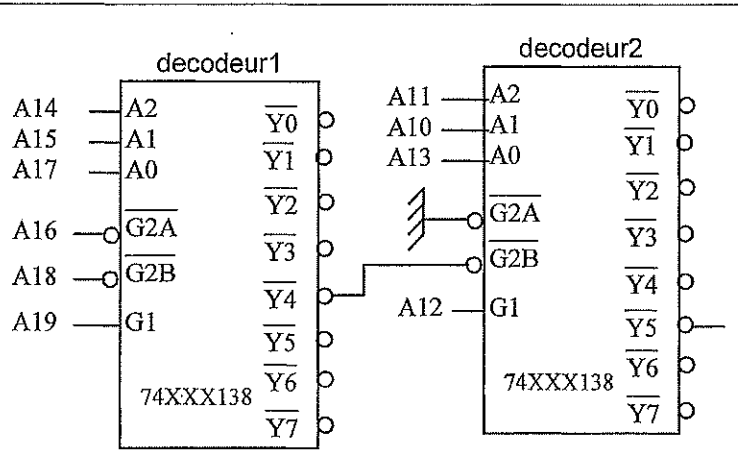 decodeur1
A14
A15
A17
A16
A18
A19
A2
A1
A0
G2A
G2B
G1
Y0
Y1
Y2
Y3
Y4
Y5
Y6
Y7
74XXX138
decodeur2
A11
A10
A13
A12
A2
A1
A0
G2A
G2B
G1
Y0
Y1
Y2
Y3
Y4
Y5
Y6
Y7
74XXX138